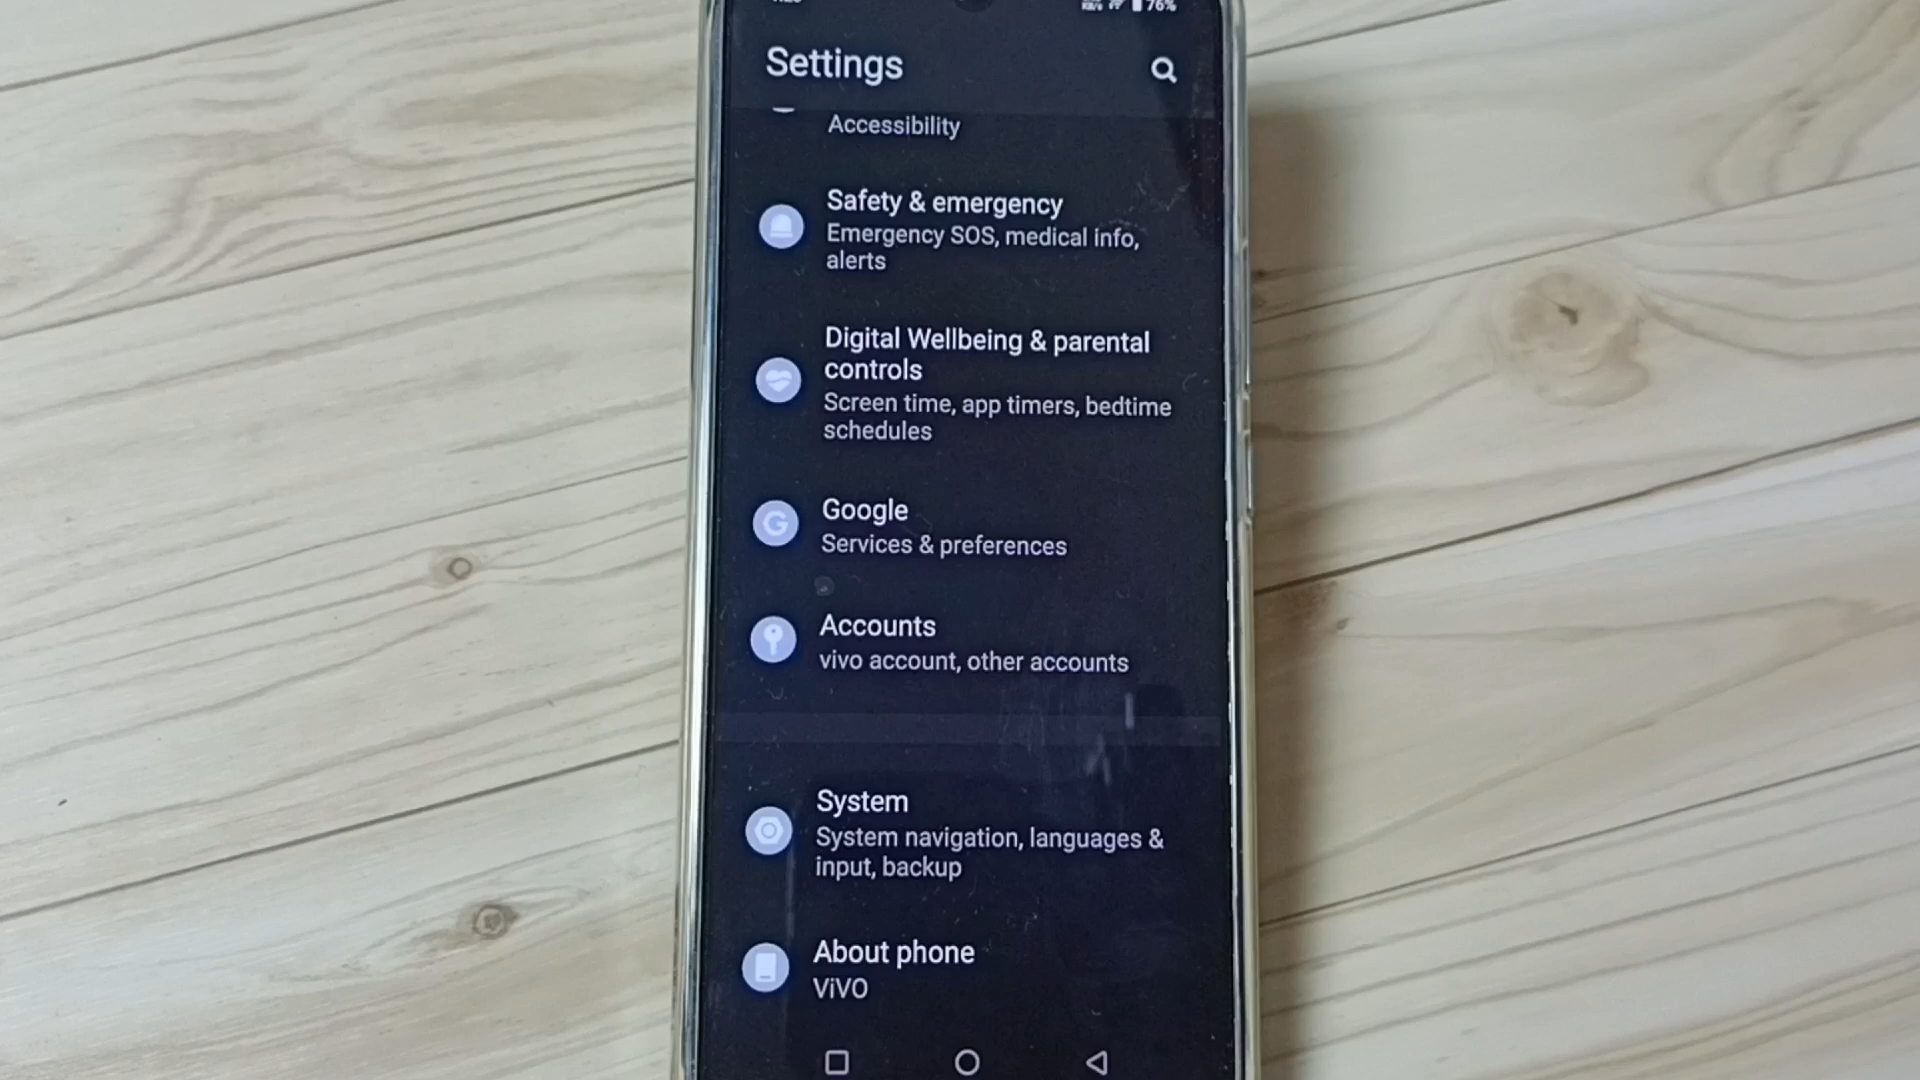 76%
Settings
Accessibility
Safety & emergency
Emergency SOS, medical info,
alerts
Digital Wellbeing & parental
controls
Screen time, app timers, bedtime
schedules
Google
Services & preferences
Accounts
vivo account, other accounts
System
System navigation, languages &
input, backup
About phone
ViVO